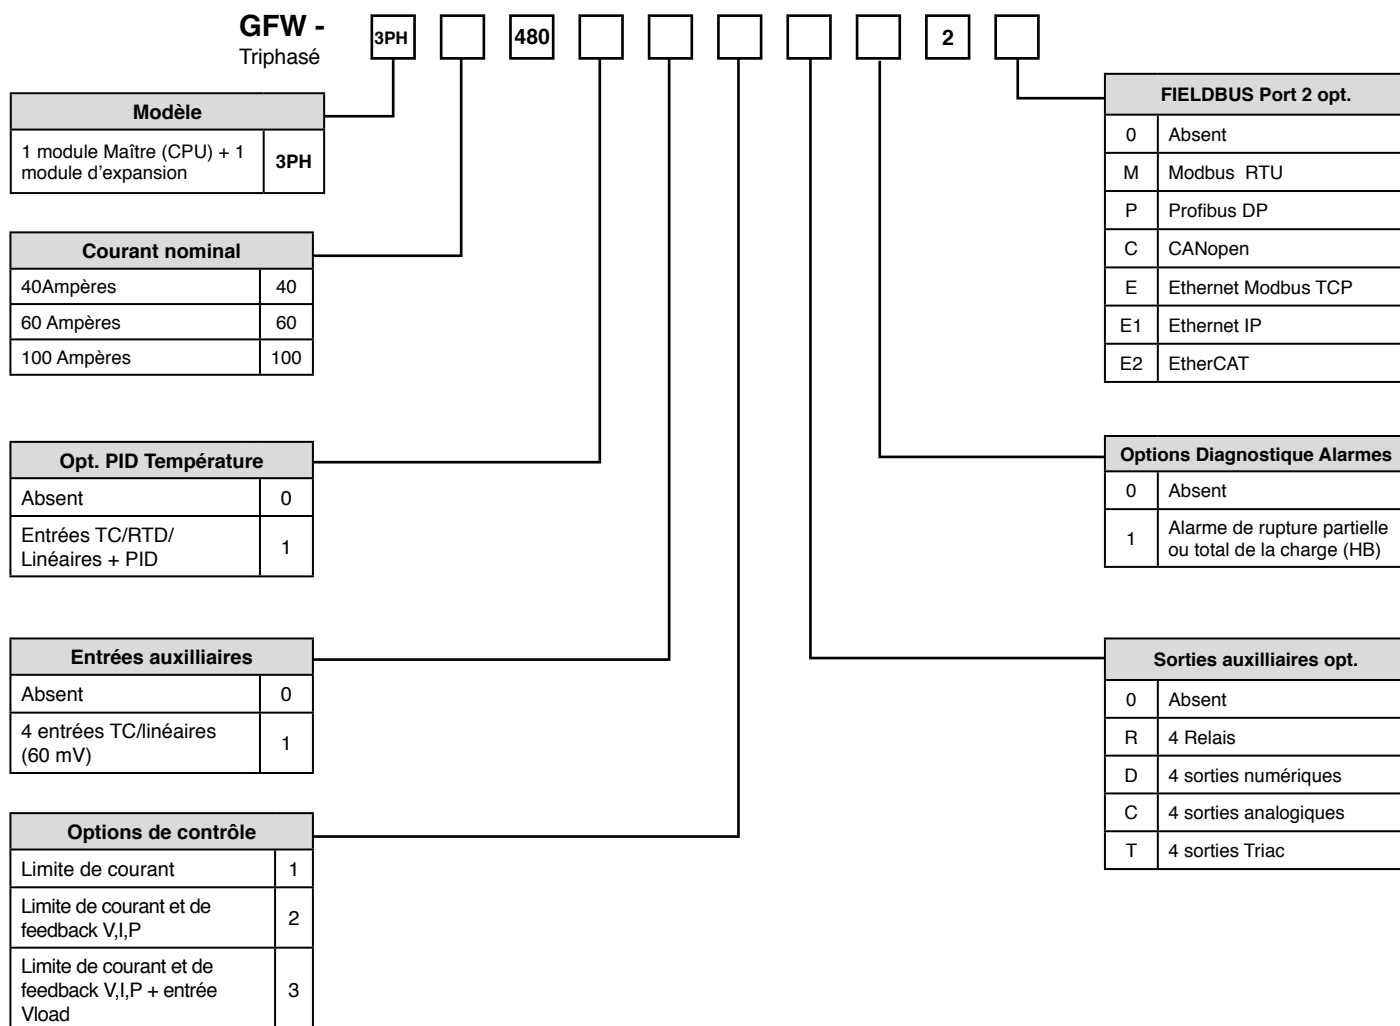 GFW -
Triphasé
3PH
480
2
Modèle
1 module Maître (CPU) + 1
module d'expansion
3PH
Courant nominal
40Ampères 40
60 Ampères 60
100 Ampères 100
Opt. PID Température
Absent 0
Entrées TC/RTD/
Linéaires + PID
1
Entrées auxilliaires
Absent 0
4 entrées TC/linéaires
(60 mV)
1
Options de contrôle
Limite de courant 1
Limite de courant et de
feedback V,I,P
2
Limite de courant et de
feedback V,I,P + entrée
Vload
3
FIELDBUS Port 2 opt.
0 Absent
M Modbus RTU
P Profibus DP
C CANopen
E Ethernet Modbus TCP
E1 Ethernet IP
E2 EtherCAT
Options Diagnostique Alarmes
0 Absent
1
Alarme de rupture partielle
ou total de la charge (HB)
Sorties auxilliaires opt.
0 Absent
R 4 Relais
D 4 sorties numériques
C 4 sorties analogiques
T 4 sorties Triac